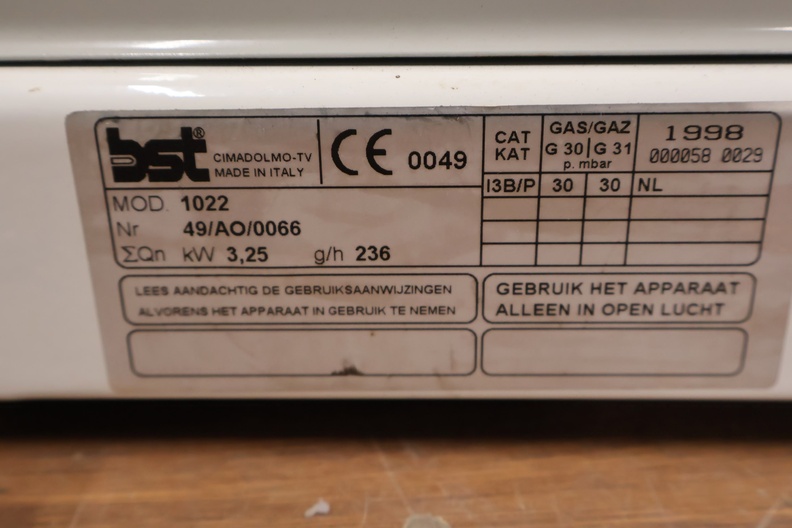 bst®
CIMADOLMO-TV
MADE IN ITALY
CE 0049
MOD. 1022
Nr 49/AO/0066
ΣQn kW 3,25 g/h 236
CAT
KAT
GAS/GAZ
G 30 G 31
p. mbar
1998
000058 0029
I3B/P 30 30 NL
LEES AANDACHTIG DE GEBRUIKSAANWIJZINGEN
ALVORENS HET APPARAAT IN GEBRUIK TE NEMEN
GEBRUIK HET APPARAAT
ALLEEN IN OPEN LUCHT